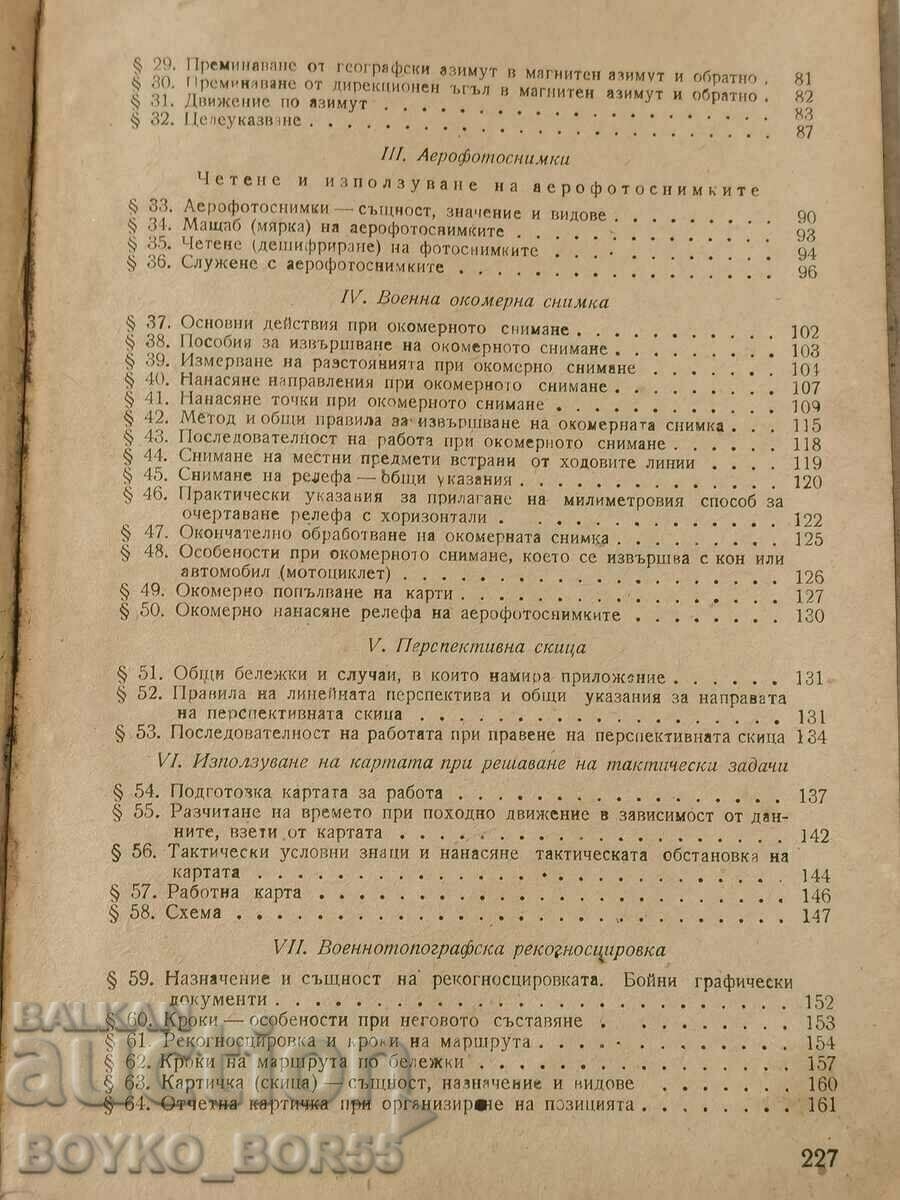 § 29. Преминаване от географски азимут в магнитен азимут и обратно . 81
§ 30. Преминаване от дирекционен ъгъл в магнитен азимут и обратно . 82
§ 31. Движение по азимут . . . . . . . . . . . . . . . . 83
§ 32. Целеуказване . . . . . . . . . . . . . . . . . . . . 87
III. Аерофотоснимки
Четене и използуване на аерофотоснимките
§ 33. Аерофотоснимки — същност, значение и видове . . . . . . . . 90
§ 34. Мащаб (мярка) на аерофотоснимките . . . . . . . . . . . 93
§ 35. Четене (дешифриране) на фотоснимките . . . . . . . . . . 94
§ 36. Служене с аерофотоснимките . . . . . . . . . . . . . 96
IV. Военна окомерна снимка
§ 37. Основни действия при окомерното снимане . . . . . . . . . 102
§ 38. Пособия за извършване на окомерното снимане . . . . . . . 103
§ 39. Измерване на разстоянията при окомерно снимане . . . . . . 104
§ 40. Нанасяне направления при окомерното снимане . . . . . . . 107
§ 41. Нанасяне точки при окомерното снимане . . . . . . . . . 109
§ 42. Метод и общи правила за извършване на окомерната снимка . . . 115
§ 43. Последователност на работа при окомерното снимане . . . . . 118
§ 44. Снимане на местни предмети встрани от ходовите линии . . . . 119
§ 45. Снимане на релефа — общи указания . . . . . . . . . . . 120
§ 46. Практически указания за прилагане на милиметровия способ за
очертаване релефа с хоризонтали . . . . . . . . . . . . 122
§ 47. Окончателно обработване на окомерната снимка . . . . . . . 125
§ 48. Особености при окомерното снимане, което се извършва с кон или
автомобил (мотоциклет) . . . . . . . . . . . . . . . 126
§ 49. Окомерно попълване на карти . . . . . . . . . . . . . 127
§ 50. Окомерно нанасяне релефа на аерофотоснимките . . . . . . . 130
V. Перспективна скица
§ 51. Общи бележки и случаи, в които намира приложение . . . . . . 131
§ 52. Правила на линейната перспектива и общи указания за направата
на перспективната скица . . . . . . . . . . . . . . . 131
§ 53. Последователност на работата при правене на перспективната скица 134
VI. Използуване на картата при решаване на тактически задачи
§ 54. Подготовка картата за работа . . . . . . . . . . . . . 137
§ 55. Разчитане на времето при походно движение в зависимост от дан-
ните, взети от картата . . . . . . . . . . . . . . . . 142
§ 56. Тактически условни знаци и нанасяне тактическата обстановка на
картата . . . . . . . . . . . . . . . . . . . . . . 144
§ 57. Работна карта . . . . . . . . . . . . . . . . . . . 146
§ 58. Схема . . . . . . . . . . . . . . . . . . . . . . . 147
VII. Военнотопографска рекогносцировка
§ 59. Назначение и същност на рекогносцировката. Бойни графически
документи . . . . . . . . . . . . . . . . . . . . . 152
§ 60. Кроки — особености при неговото съставяне . . . . . . . . 153
§ 61. Рекогносцировка и кроки на маршрута . . . . . . . . . . 154
§ 62. Кроки на маршрута по бележки . . . . . . . . . . . . . 157
§ 63. Картичка (скица) — същност, назначение и видове . . . . . . 160
§ 64. Отчетна картичка при организиране на позицията . . . . . . . 161
227
БАЛКАН
auction
BOYKO_BOR55